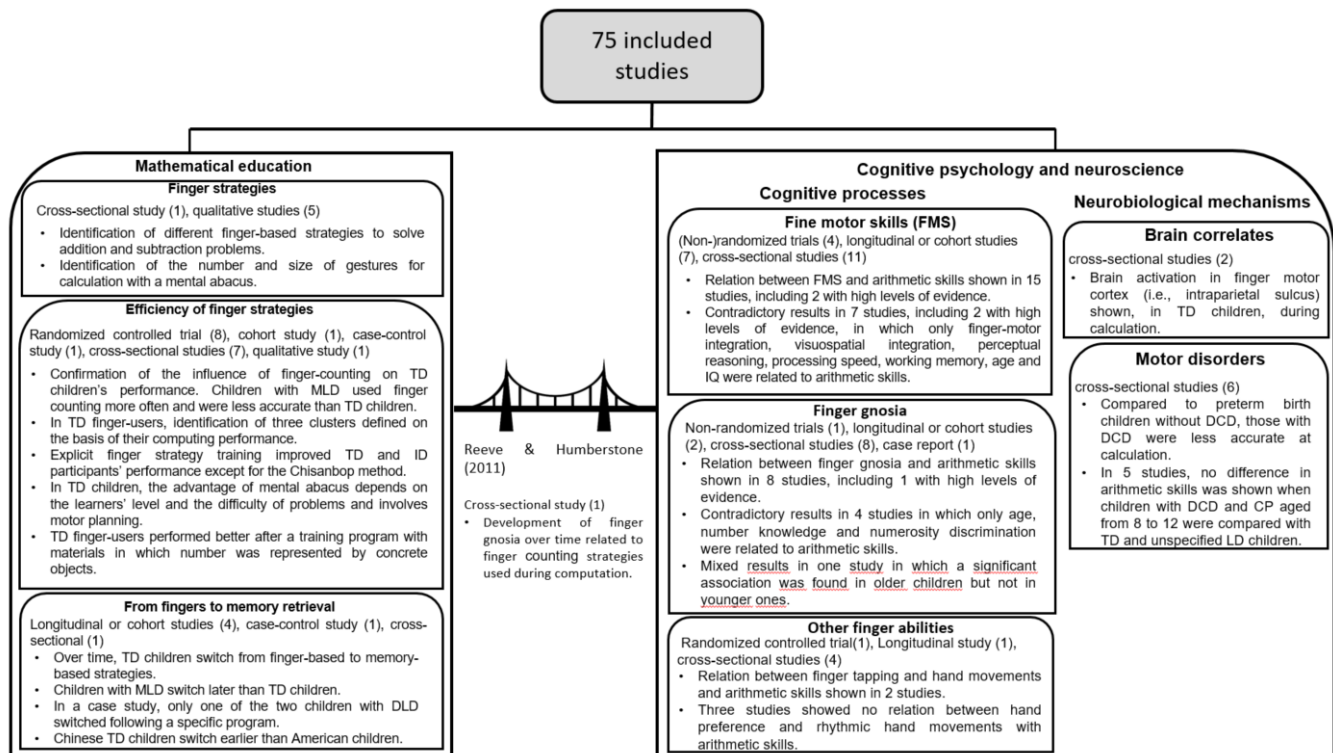 75 included
studies
Mathematical education
Finger strategies
Cross-sectional study (1), qualitative studies (5)
• Identification of different finger-based strategies to solve
addition and subtraction problems.
• Identification of the number and size of gestures for
calculation with a mental abacus.
Efficiency of finger strategies
Randomized controlled trial (8), cohort study (1), case-control
study (1), cross-sectional studies (7), qualitative study (1)
• Confirmation of the influence of finger-counting on TD
children's performance. Children with MLD used finger
counting more often and were less accurate than TD children.
• In TD finger-users, identification of three clusters defined
on the basis of their computing performance.
• Explicit finger strategy training improved TD and ID
participants' performance except for the Chisanbop method.
• In TD children, the advantage of mental abacus depends on
the learners' level and the difficulty of problems and involves
motor planning.
• TD finger-users performed better after a training program with
materials in which number was represented by concrete
objects.
From fingers to memory retrieval
Longitudinal or cohort studies (4), case-control study (1), cross-
sectional (1)
• Over time, TD children switch from finger-based to memory-
based strategies.
• Children with MLD switch later than TD children.
• In a case study, only one of the two children with DLD
switched following a specific program.
• Chinese TD children switch earlier than American children.
Reeve & Humberstone
(2011)
Cross-sectional study (1)
• Development of finger
gnosia over time related to
finger counting strategies
used during computation.
Cognitive psychology and neuroscience
Cognitive processes
Fine motor skills (FMS)
(Non-)randomized trials (4), longitudinal or cohort studies
(7), cross-sectional studies (11)
• Relation between FMS and arithmetic skills shown in 15
studies, including 2 with high levels of evidence.
• Contradictory results in 7 studies, including 2 with high
levels of evidence, in which only finger-motor
integration, visuospatial integration, perceptual
reasoning, processing speed, working memory, age and
IQ were related to arithmetic skills.
Finger gnosia
Non-randomized trials (1), longitudinal or cohort studies
(2), cross-sectional studies (8), case report (1)
• Relation between finger gnosia and arithmetic skills
shown in 8 studies, including 1 with high levels of
evidence.
• Contradictory results in 4 studies in which only age,
number knowledge and numerosity discrimination
were related to arithmetic skills.
• Mixed results in one study in which a significant
association was found in older children but not in
younger ones.
Other finger abilities
Randomized controlled trial(1), Longitudinal study (1),
cross-sectional studies (4)
• Relation between finger tapping and hand movements
and arithmetic skills shown in 2 studies.
• Three studies showed no relation between hand
preference and rhythmic hand movements with
arithmetic skills.
Neurobiological mechanisms
Brain correlates
cross-sectional studies (2)
• Brain activation in finger motor
cortex (i.e., intraparietal sulcus)
shown, in TD children, during
calculation.
Motor disorders
cross-sectional studies (6)
• Compared to preterm birth
children without DCD, those with
DCD were less accurate at
calculation.
• In 5 studies, no difference in
arithmetic skills was shown when
children with DCD and CP aged
from 8 to 12 were compared with
TD and unspecified LD children.